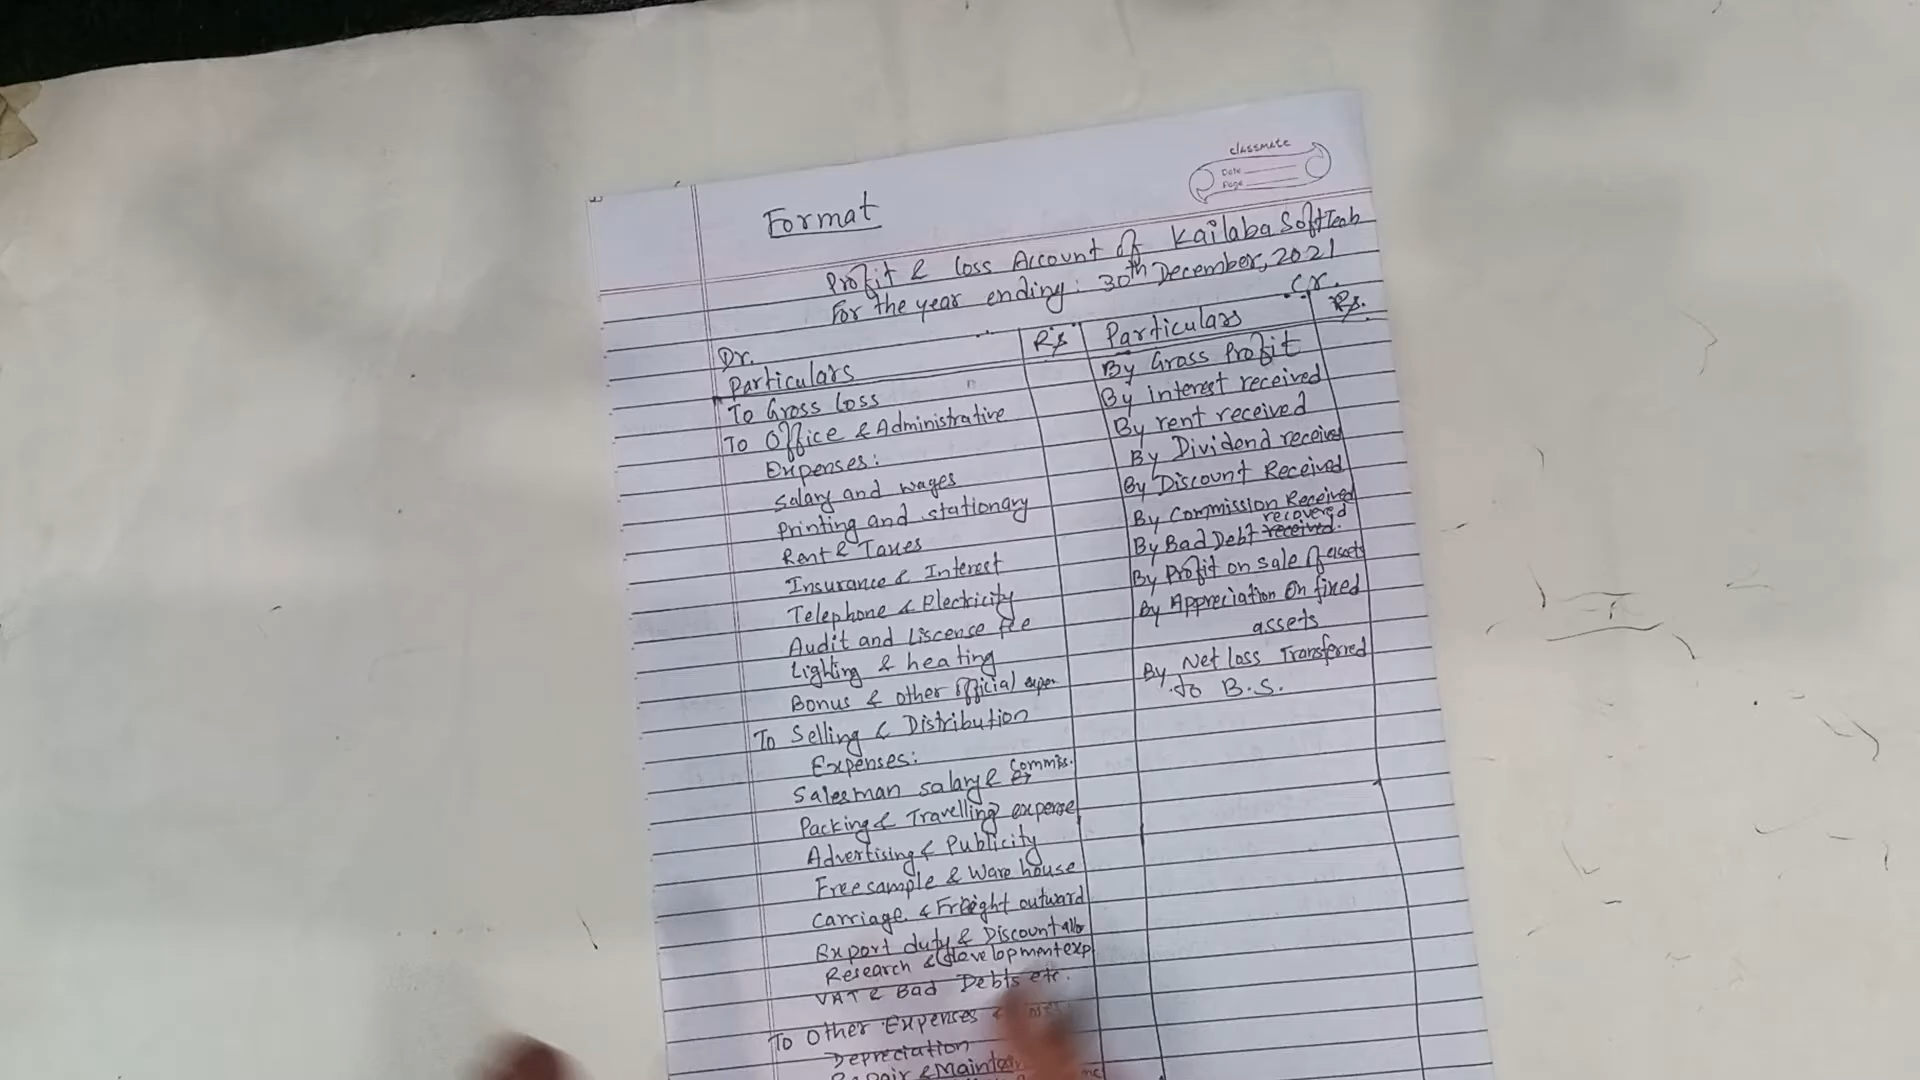 classmate
Date
Page
Format
Profit & Loss Account of Kailaba SoftTeab
For the year ending: 30th December, 2021
Dr.
Cr.
Particulars Rs Particulars Rs.
To Gross Loss
To Office & Administrative
Expenses:
Salary and wages
Printing and stationary
Rent & Taxes
Insurance & Interest
Telephone & Electricity
Audit and Liscense fee
Lighting & heating
Bonus & other official expen
To Selling & Distribution
Expenses:
Salesman salary & Commis.
Packing & Travelling expense
Advertising & Publicity
Free sample & Ware house
Carriage & Freight outward
Export duty & Discount allo
Research & development exp
VAT & Bad Debts etc.
To Other Expenses &
Depreciation
Repair &
By Gross Profit
By interest received
By rent received
By Dividend received
By Discount Received
By Commission Received
By Bad Debt received. recovered
By Profit on sale of assets
By Appreciation on fixed
assets
By Net loss Transferred
to B.S.